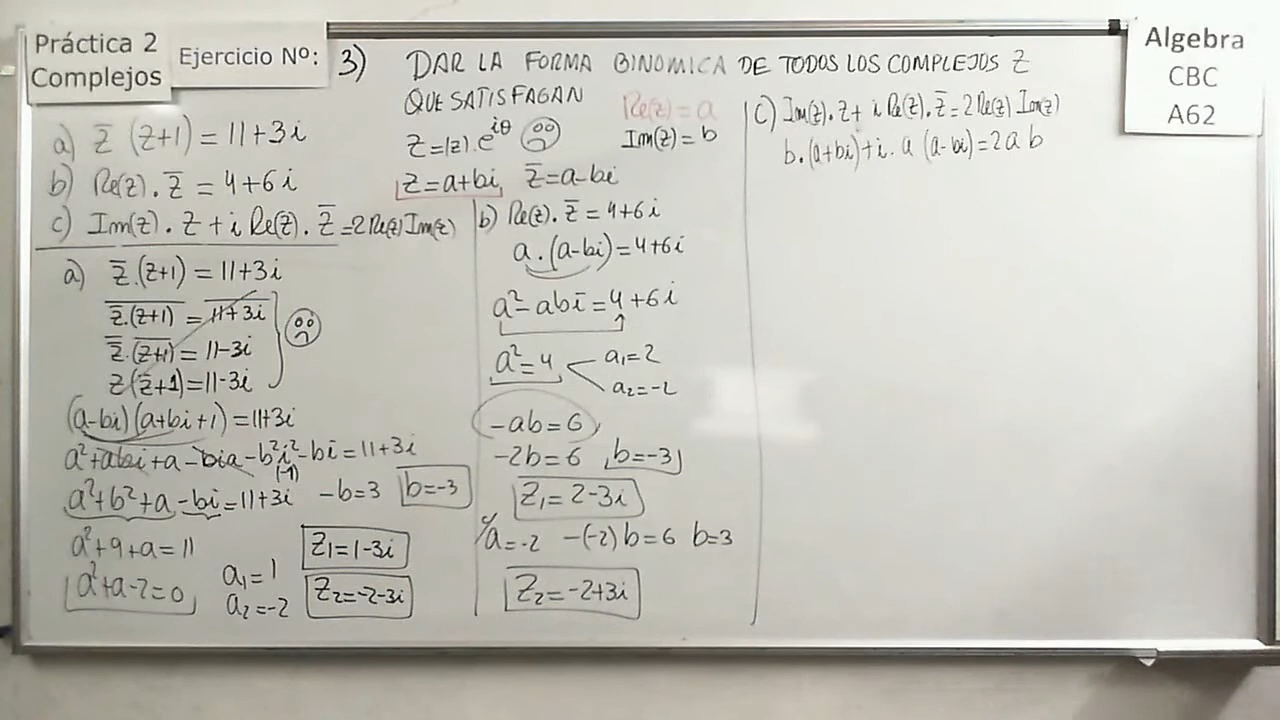 Práctica 2
Complejos
Ejercicio Nº:
3) DAR LA FORMA BINOMICA DE TODOS LOS COMPLEJOS Z
QUE SATISFAGAN
Algebra
CBC
A62
a) z̅ (z+1) = 11+3i
b) Re(z) . z̅ = 4+6i
c) Im(z) . z + i Re(z) . z̅ = 2 Re(z) Im(z)
z = |z| . e^iθ
Re(z) = a
Im(z) = b
z = a+bi z̅ = a-bi
a) z̅ . (z+1) = 11+3i
z̅ . (z+1) = 11+3i
z̅ . (z+1) = 11-3i
z (z̅+1) = 11-3i
(a-bi) (a+bi+1) = 11+3i
a²+abi+a-bia-b²i²-bi = 11+3i
(-1)
a²+b²+a-bi = 11+3i -b=3 b=-3
a²+9+a=11
a²+a-2=0
a₁=1
a₂=-2
z₁=1-3i
z₂=-2-3i
b) Re(z) . z̅ = 4+6i
a . (a-bi) = 4+6i
a²-abi = 4+6i
a²=4
a₁=2
a₂=-2
-ab=6
-2b=6 b=-3
z₁=2-3i
a=-2 -(-2)b=6 b=3
z₂=-2+3i
c) Im(z) . z + i Re(z) . z̅ = 2 Re(z) Im(z)
b . (a+bi) + i . a (a-bi) = 2 a b